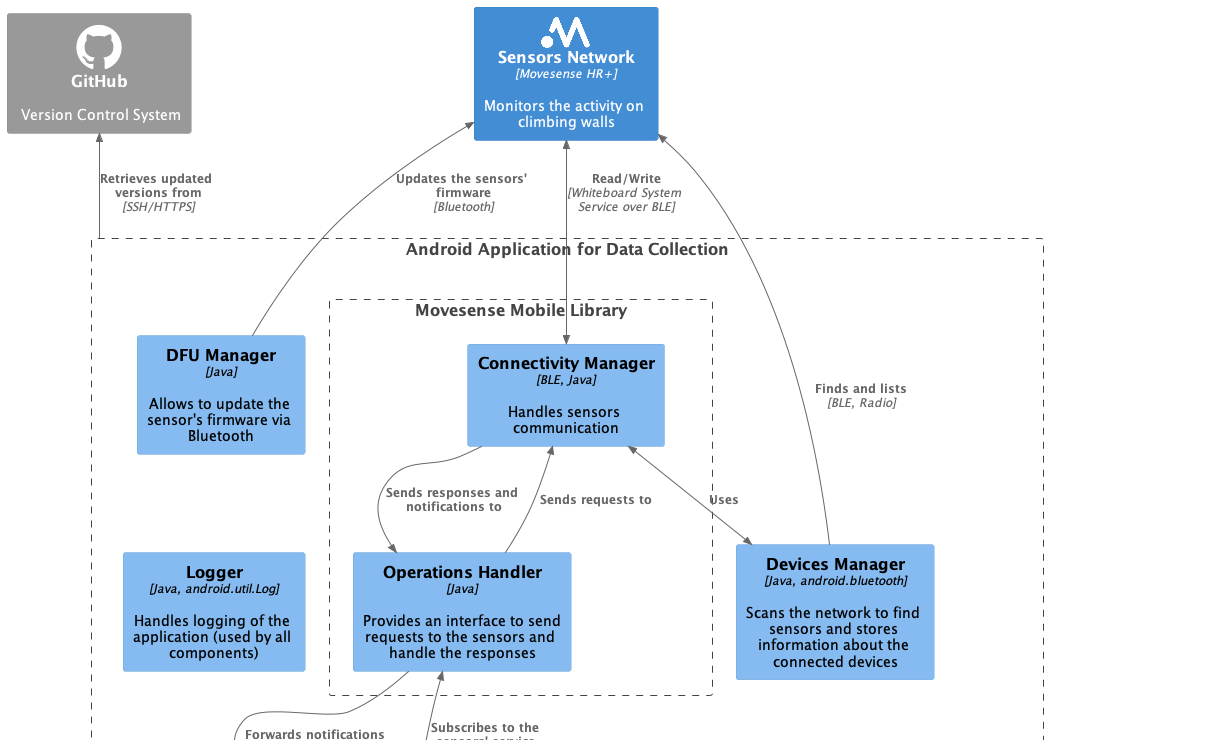 GitHub
Version Control System
Sensors Network
[Movesense HR+]
Monitors the activity on
climbing walls
Retrieves updated
versions from
[SSH/HTTPS]
Updates the sensors'
firmware
[Bluetooth]
Read/Write
[Whiteboard System
Service over BLE]
Android Application for Data Collection
Movesense Mobile Library
DFU Manager
[Java]
Allows to update the
sensor's firmware via
Bluetooth
Connectivity Manager
[BLE, Java]
Handles sensors
communication
Finds and lists
[BLE, Radio]
Sends responses and
notifications to
Sends requests to
Uses
Logger
[Java, android.util.Log]
Handles logging of the
application (used by all
components)
Operations Handler
[Java]
Provides an interface to send
requests to the sensors and
handle the responses
Devices Manager
[Java, android.bluetooth]
Scans the network to find
sensors and stores
information about the
connected devices
Forwards notifications
Subscribes to the
sensors' service